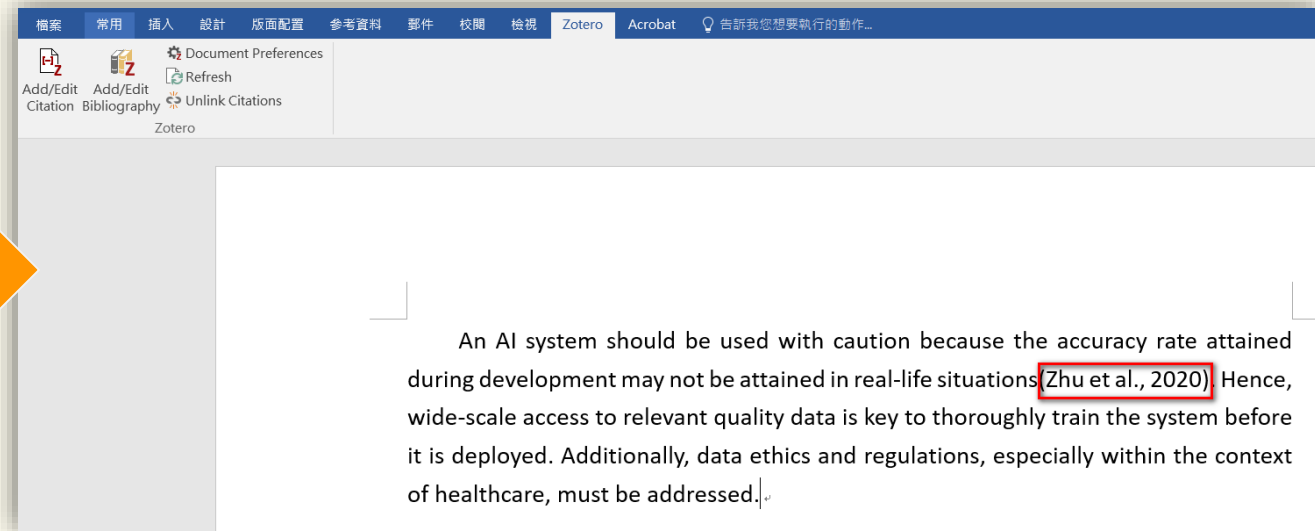 檔案 常用 插入 設計 版面配置 參考資料 郵件 校閱 檢視 Zotero Acrobat 告訴我您想要執行的動作...
Add/Edit Citation
Add/Edit Bibliography
Document Preferences
Refresh
Unlink Citations
Zotero
An AI system should be used with caution because the accuracy rate attained
during development may not be attained in real-life situations(Zhu et al., 2020). Hence,
wide-scale access to relevant quality data is key to thoroughly train the system before
it is deployed. Additionally, data ethics and regulations, especially within the context
of healthcare, must be addressed.